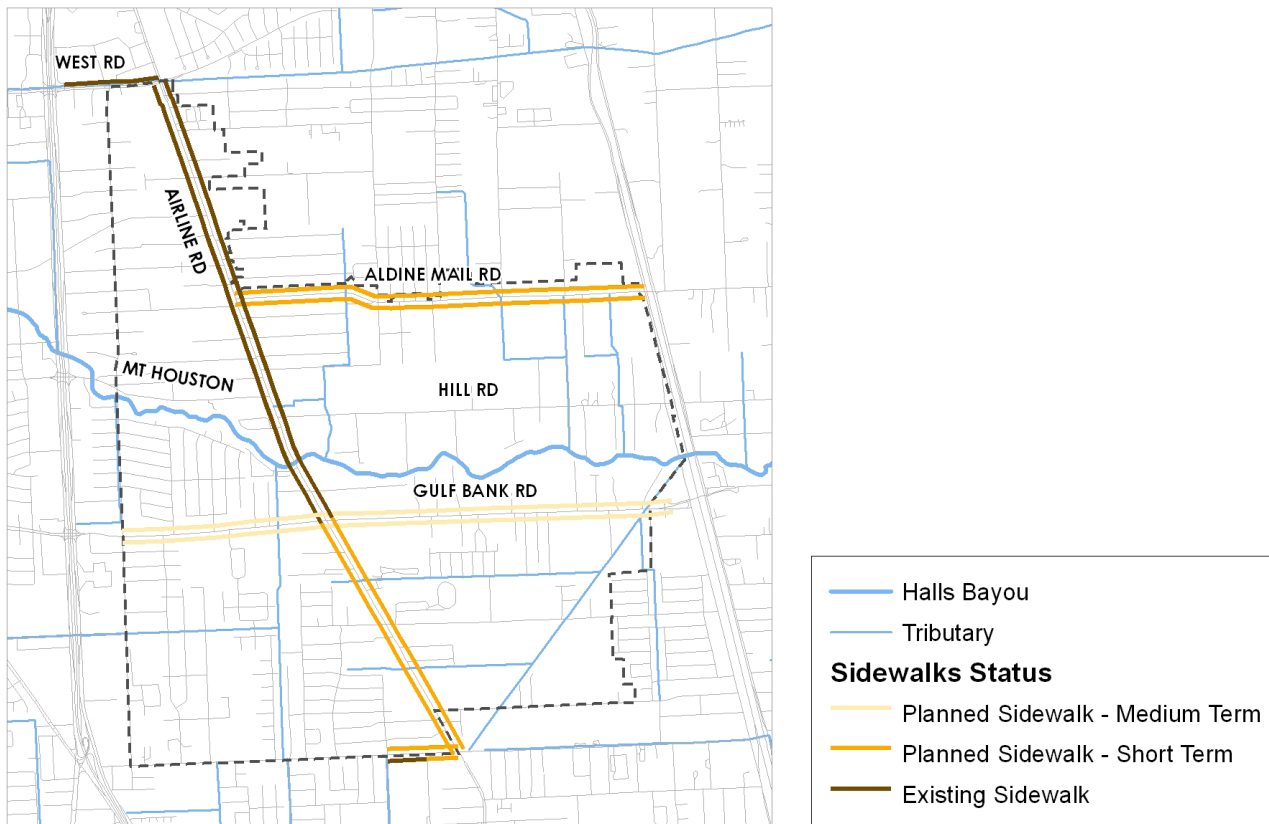 WEST RD
AIRLINE RD
ALDINE MAIL RD
MT HOUSTON
HILL RD
GULF BANK RD
Halls Bayou
Tributary
Sidewalks Status
Planned Sidewalk - Medium Term
Planned Sidewalk - Short Term
Existing Sidewalk